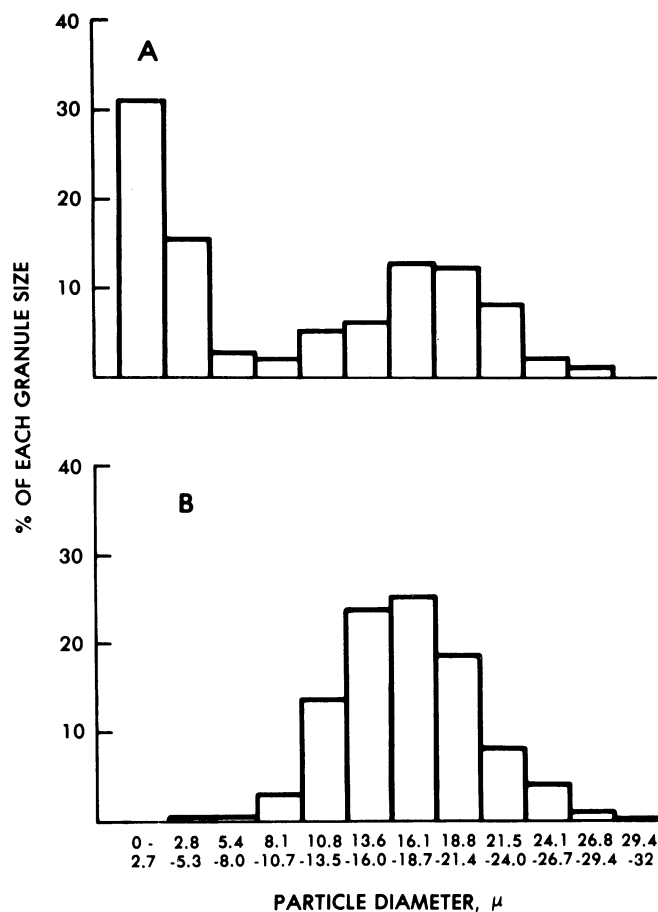 40
A
30
20
10
% OF EACH GRANULE SIZE
40
B
30
20
10
0 - 2.8 5.4 8.1 10.8 13.6 16.1 18.8 21.5 24.1 26.8 29.4
2.7 -5.3 -8.0 -10.7 -13.5 -16.0 -18.7 -21.4 -24.0 -26.7 -29.4 -32
PARTICLE DIAMETER, μ